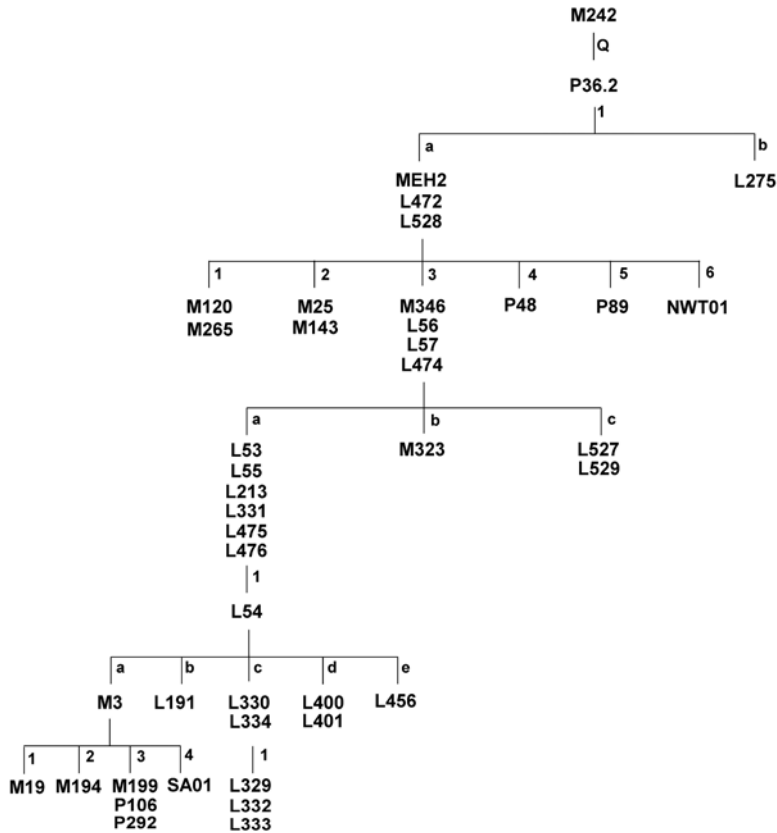 M242
Q
P36.2
1
a b
MEH2 L275
L472
L528
1 2 3 4 5 6
M120 M25 M346 P48 P89 NWT01
M265 M143 L56
L57
L474
a b c
L53 M323 L527
L55 L529
L213
L331
L475
L476
1
L54
a b c d e
M3 L191 L330 L400 L456
L334 L401
1 2 3 4 1
M19 M194 M199 SA01 L329
P106 L332
P292 L333